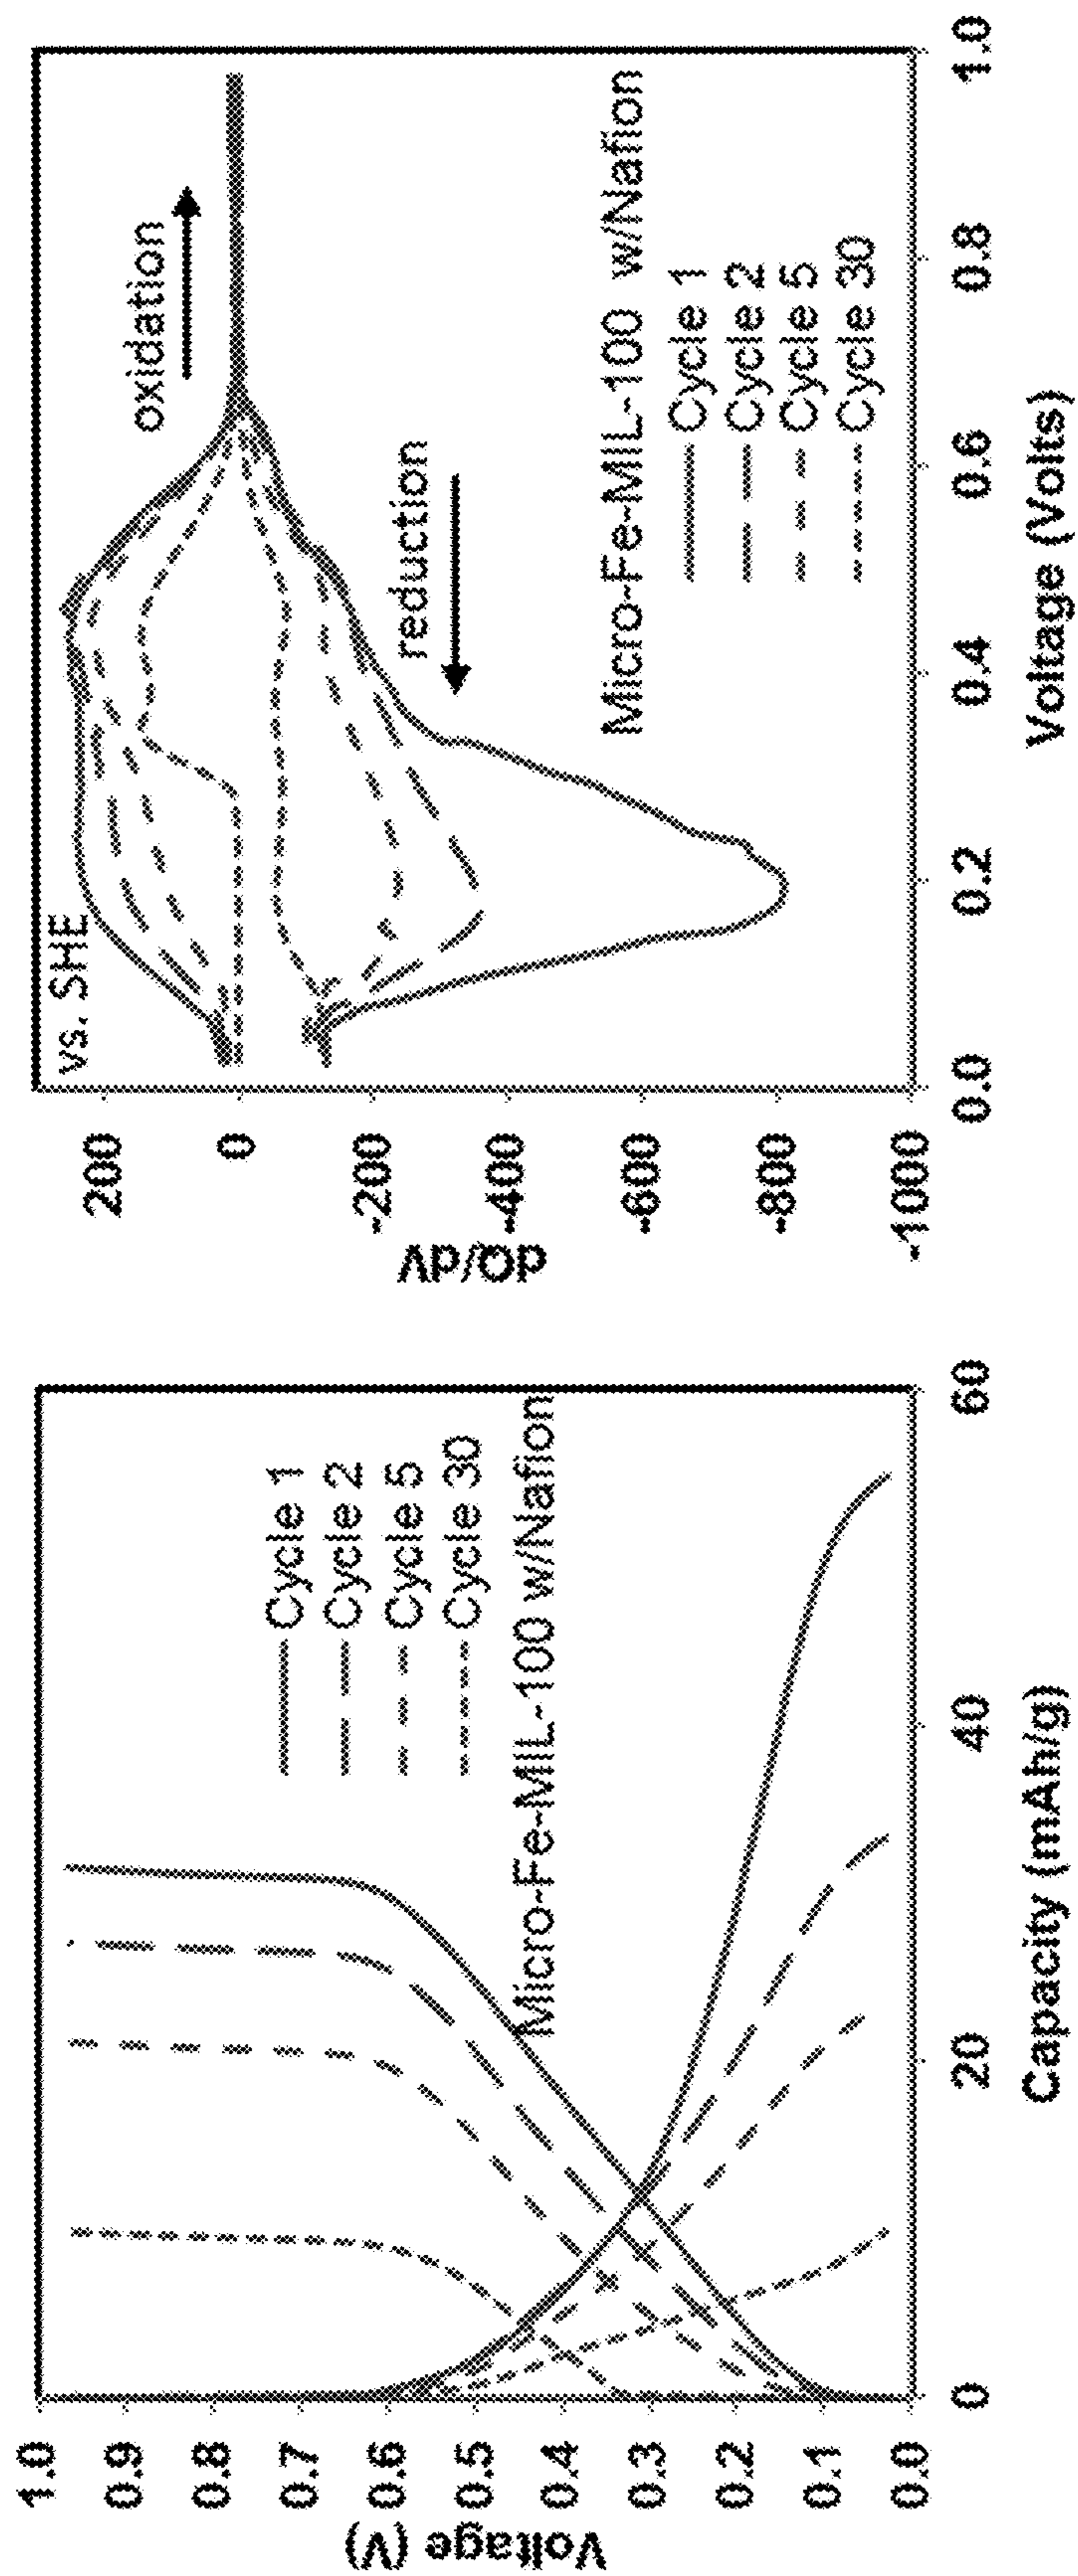 1.0
0.9
0.8
0.7
0.6
0.5
0.4
0.3
0.2
0.1
0.0
Voltage (V)
Cycle 1
Cycle 2
Cycle 5
Cycle 30
Micro-Fe-MIL-100 w/Nafion
0
20
40
60
Capacity (mAh/g)
vs. SHE
200
0
-200
-400
-600
-800
-1000
dQ/dV
oxidation
reduction
Micro-Fe-MIL-100 w/Nafion
Cycle 1
Cycle 2
Cycle 5
Cycle 30
0.0
0.2
0.4
0.6
0.8
1.0
Voltage (Volts)